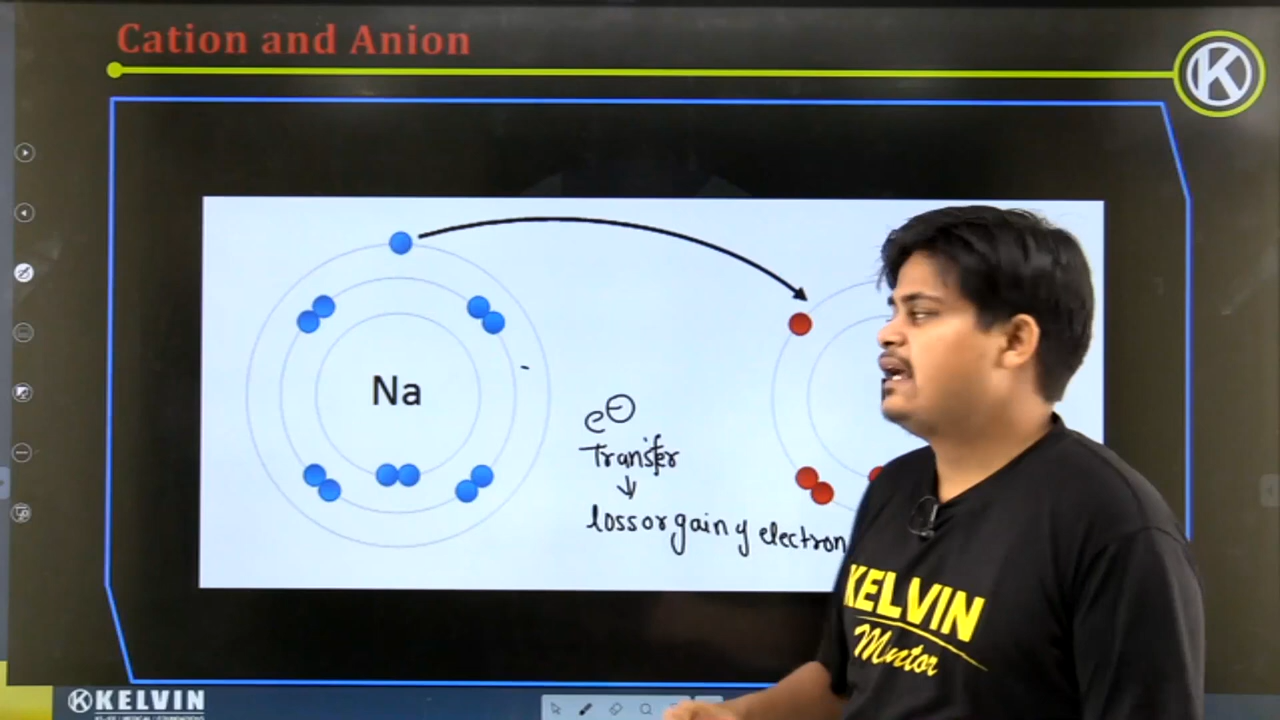 Cation and Anion
K
Na
e⊖
Transfer
↓
loss or gain y electron
KELVIN
Mentor
KELVIN